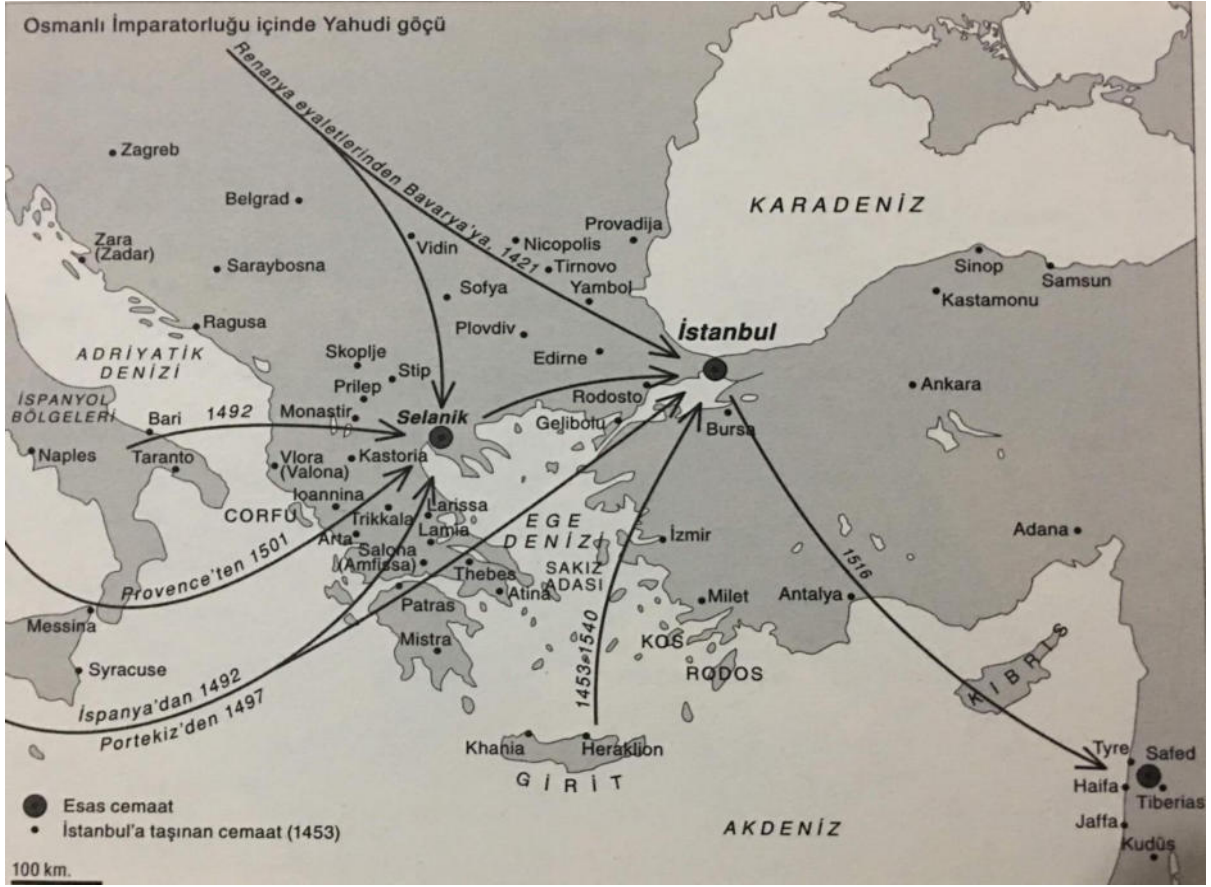 Osmanlı İmparatorluğu içinde Yahudi göçü
Renanya eyaletlerinden Bavarya'ya, 1421
Zagreb
Belgrad
KARADENİZ
Provadija
Vidin
Nicopolis
Zara
(Zadar)
Saraybosna
Tirnovo
Sinop
Samsun
Sofya
Yambol
Kastamonu
Ragusa
Plovdiv
İstanbul
ADRİYATİK
DENİZİ
Skoplje
Edirne
Stip
Prilep
Ankara
İSPANYOL
BÖLGELERİ
Rodosto
Bari
1492
Monastir
Selanik
Gelibolu
Bursa
Naples
Taranto
Vlora
(Valona)
Kastoria
Ioannina
CORFU
Trikkala
Larissa
EGE
DENİZİ
Arta
Lamia
İzmir
Adana
Salona
(Amfissa)
Thebes
SAKIZ
ADASI
1516
Provence'ten 1501
Atina
Patras
Milet
Antalya
Messina
Mistra
KOS
Syracuse
RODOS
KIBRIS
1453-1540
İspanya'dan 1492
Portekiz'den 1497
Khania
Heraklion
GİRİT
Tyre
Safed
Haifa
Tiberias
Esas cemaat
İstanbul'a taşınan cemaat (1453)
AKDENİZ
Jaffa
Kudüs
100 km.